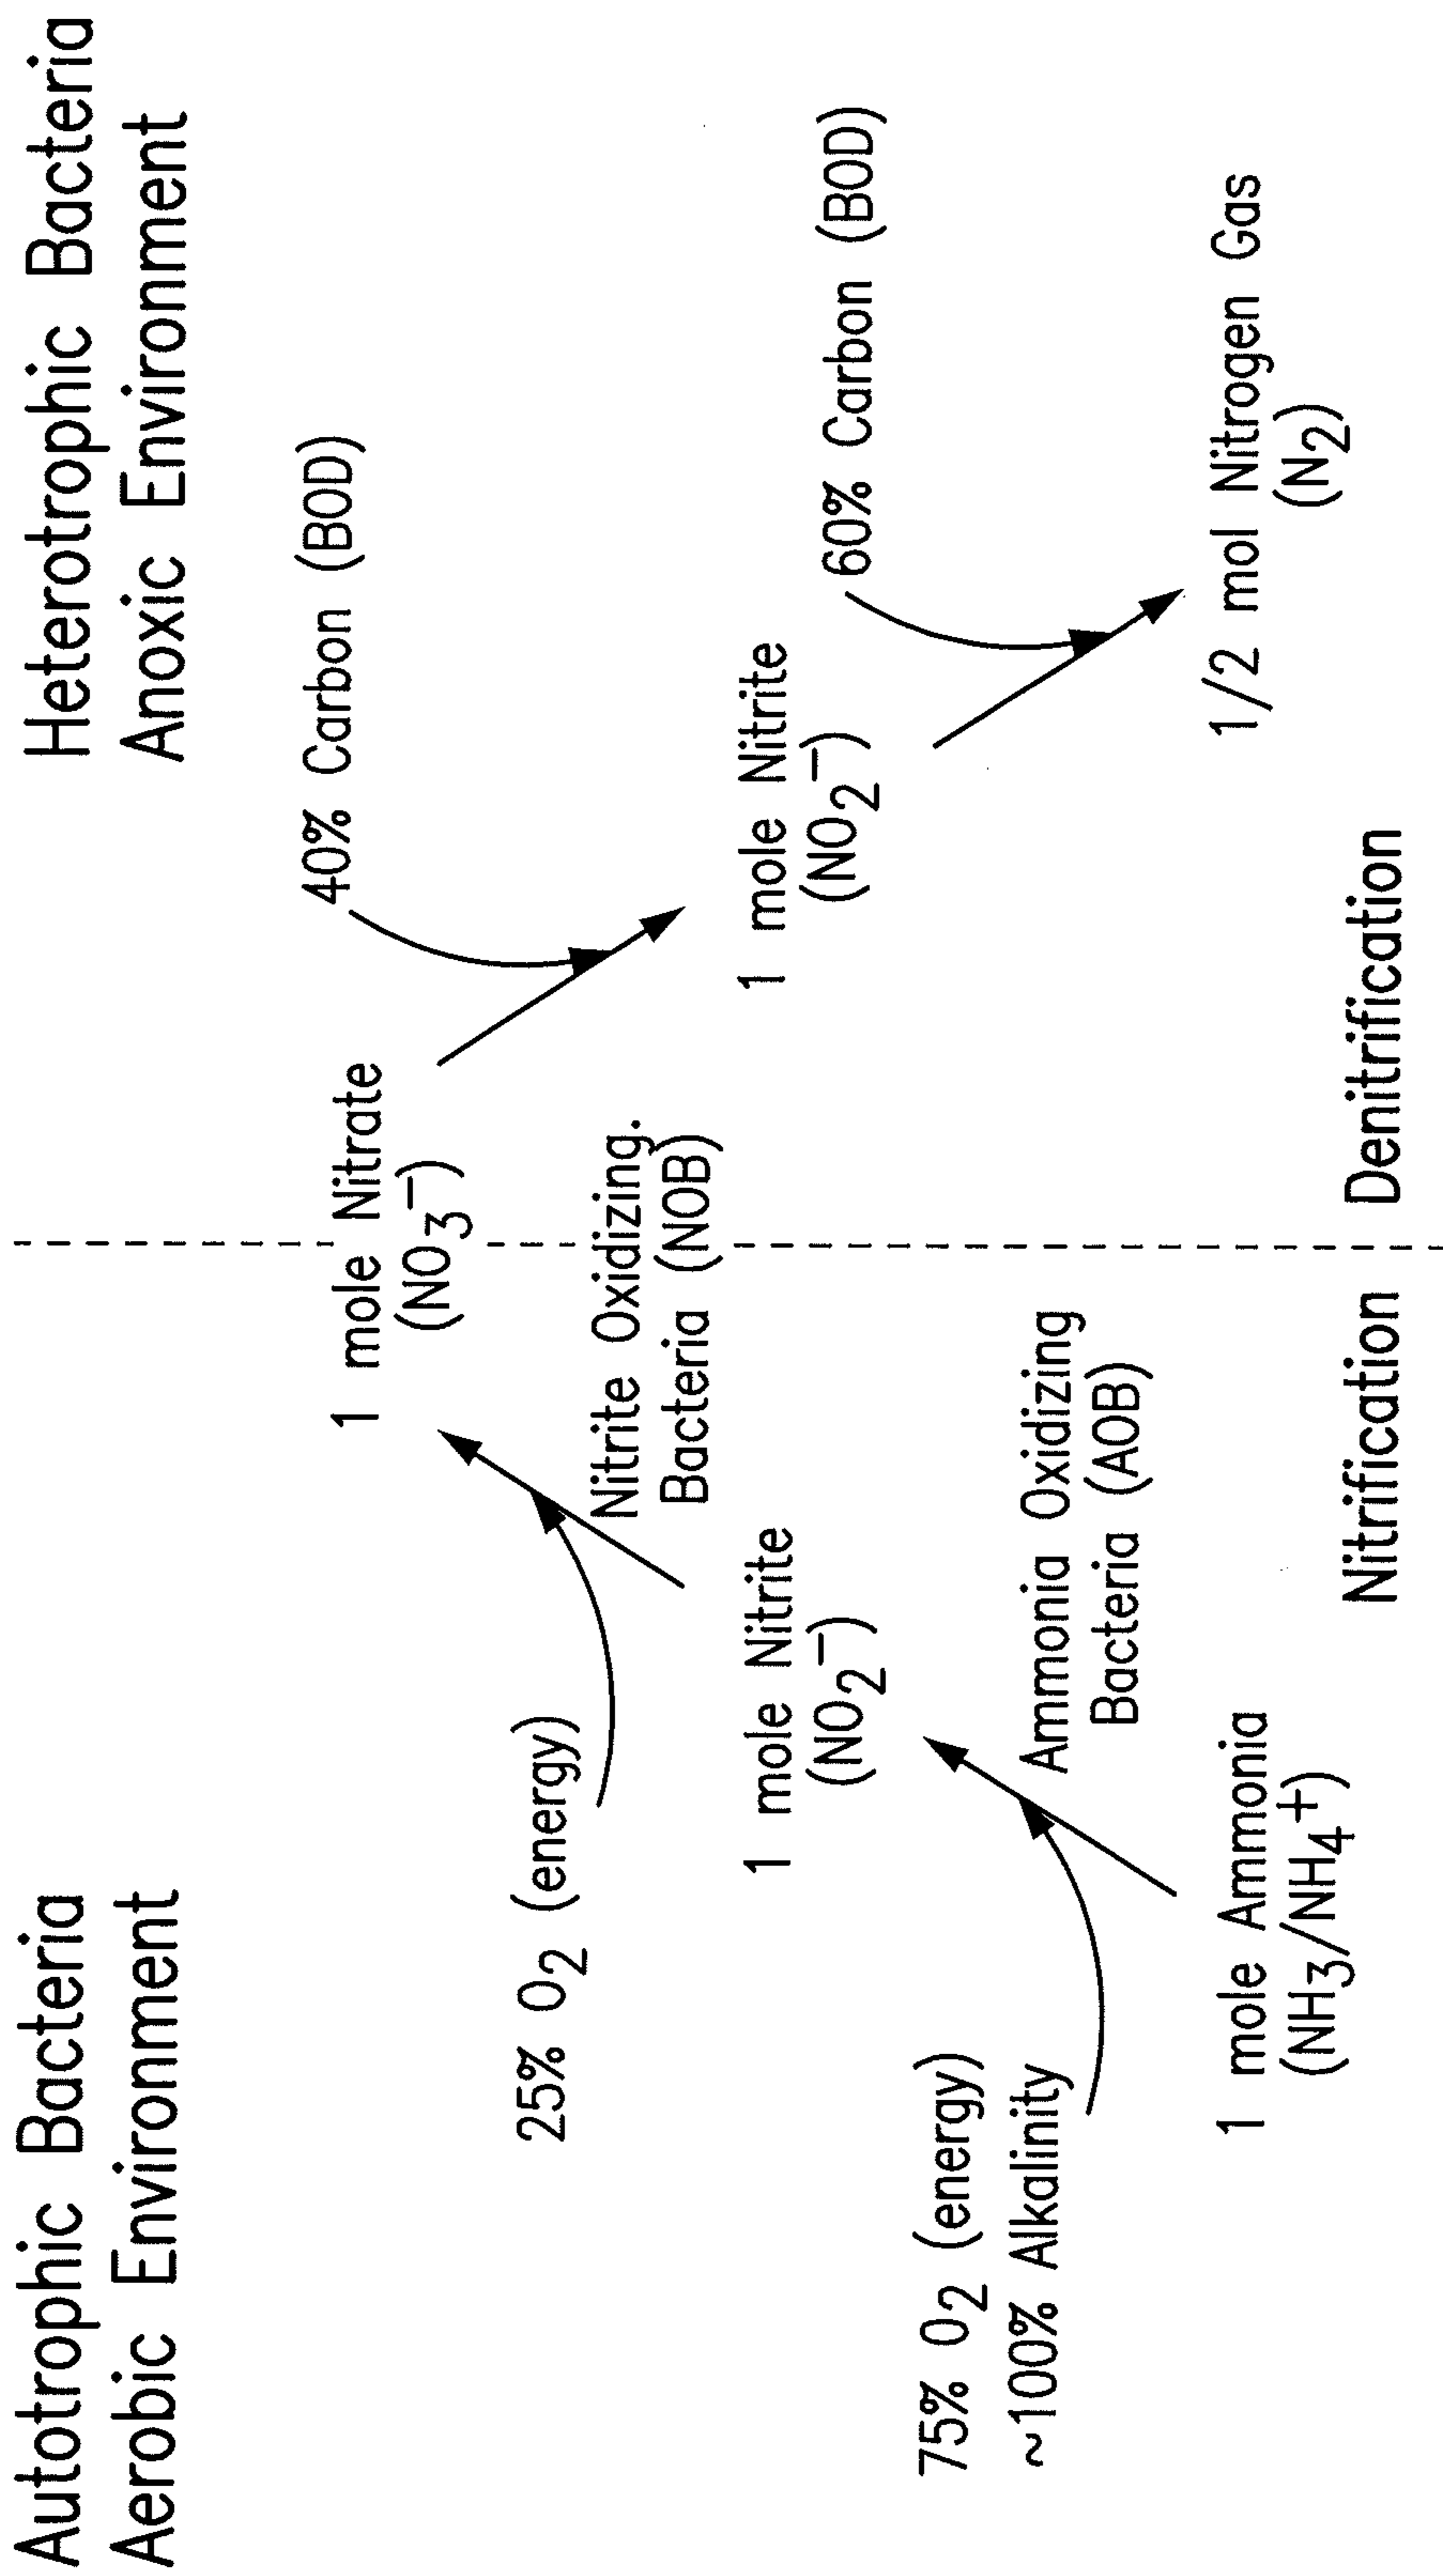 Autotrophic Bacteria
Aerobic Environment
Heterotrophic Bacteria
Anoxic Environment
1 mole Nitrate
(NO3−)
40% Carbon (BOD)
25% O2 (energy)
Nitrite Oxidizing.
Bacteria (NOB)
1 mole Nitrite
(NO2−)
1 mole Nitrite
(NO2−)
60% Carbon (BOD)
75% O2 (energy)
~100% Alkalinity
Ammonia Oxidizing
Bacteria (AOB)
1 mole Ammonia
(NH3/NH4+)
1/2 mol Nitrogen Gas
(N2)
Nitrification
Denitrification